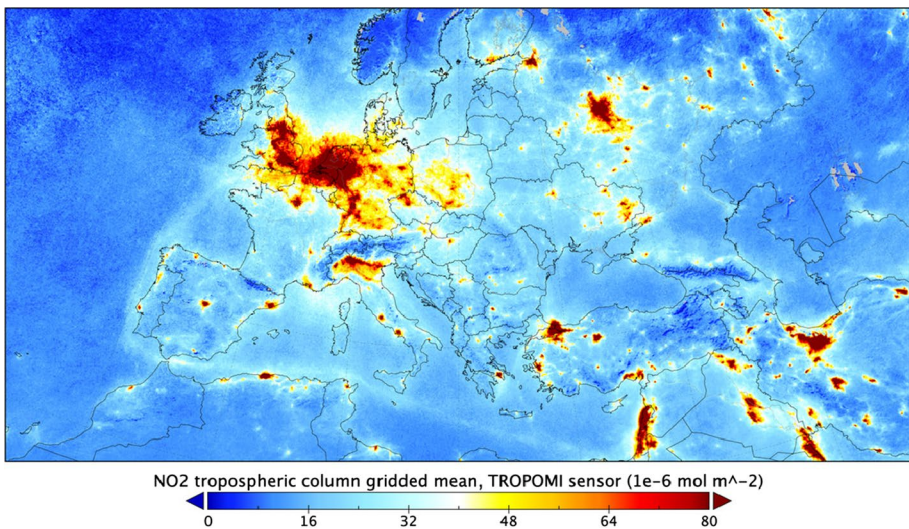 NO2 tropospheric column gridded mean, TROPOMI sensor (1e-6 mol m^-2)
0 16 32 48 64 80